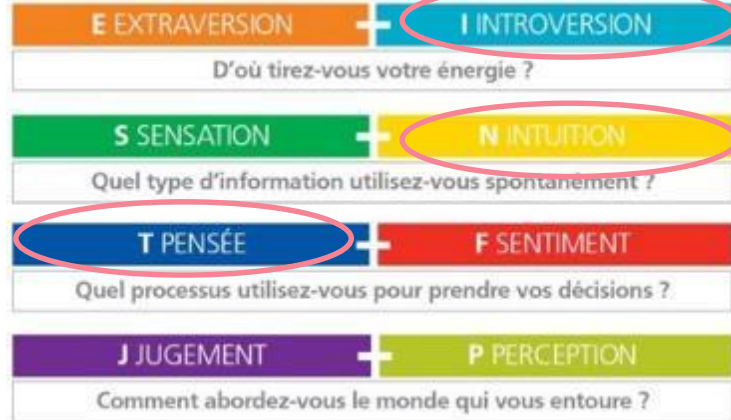 E EXTRAVERSION + I INTROVERSION
D'où tirez-vous votre énergie ?
S SENSATION + N INTUITION
Quel type d'information utilisez-vous spontanément ?
T PENSÉE + F SENTIMENT
Quel processus utilisez-vous pour prendre vos décisions ?
J JUGEMENT + P PERCEPTION
Comment abordez-vous le monde qui vous entoure ?